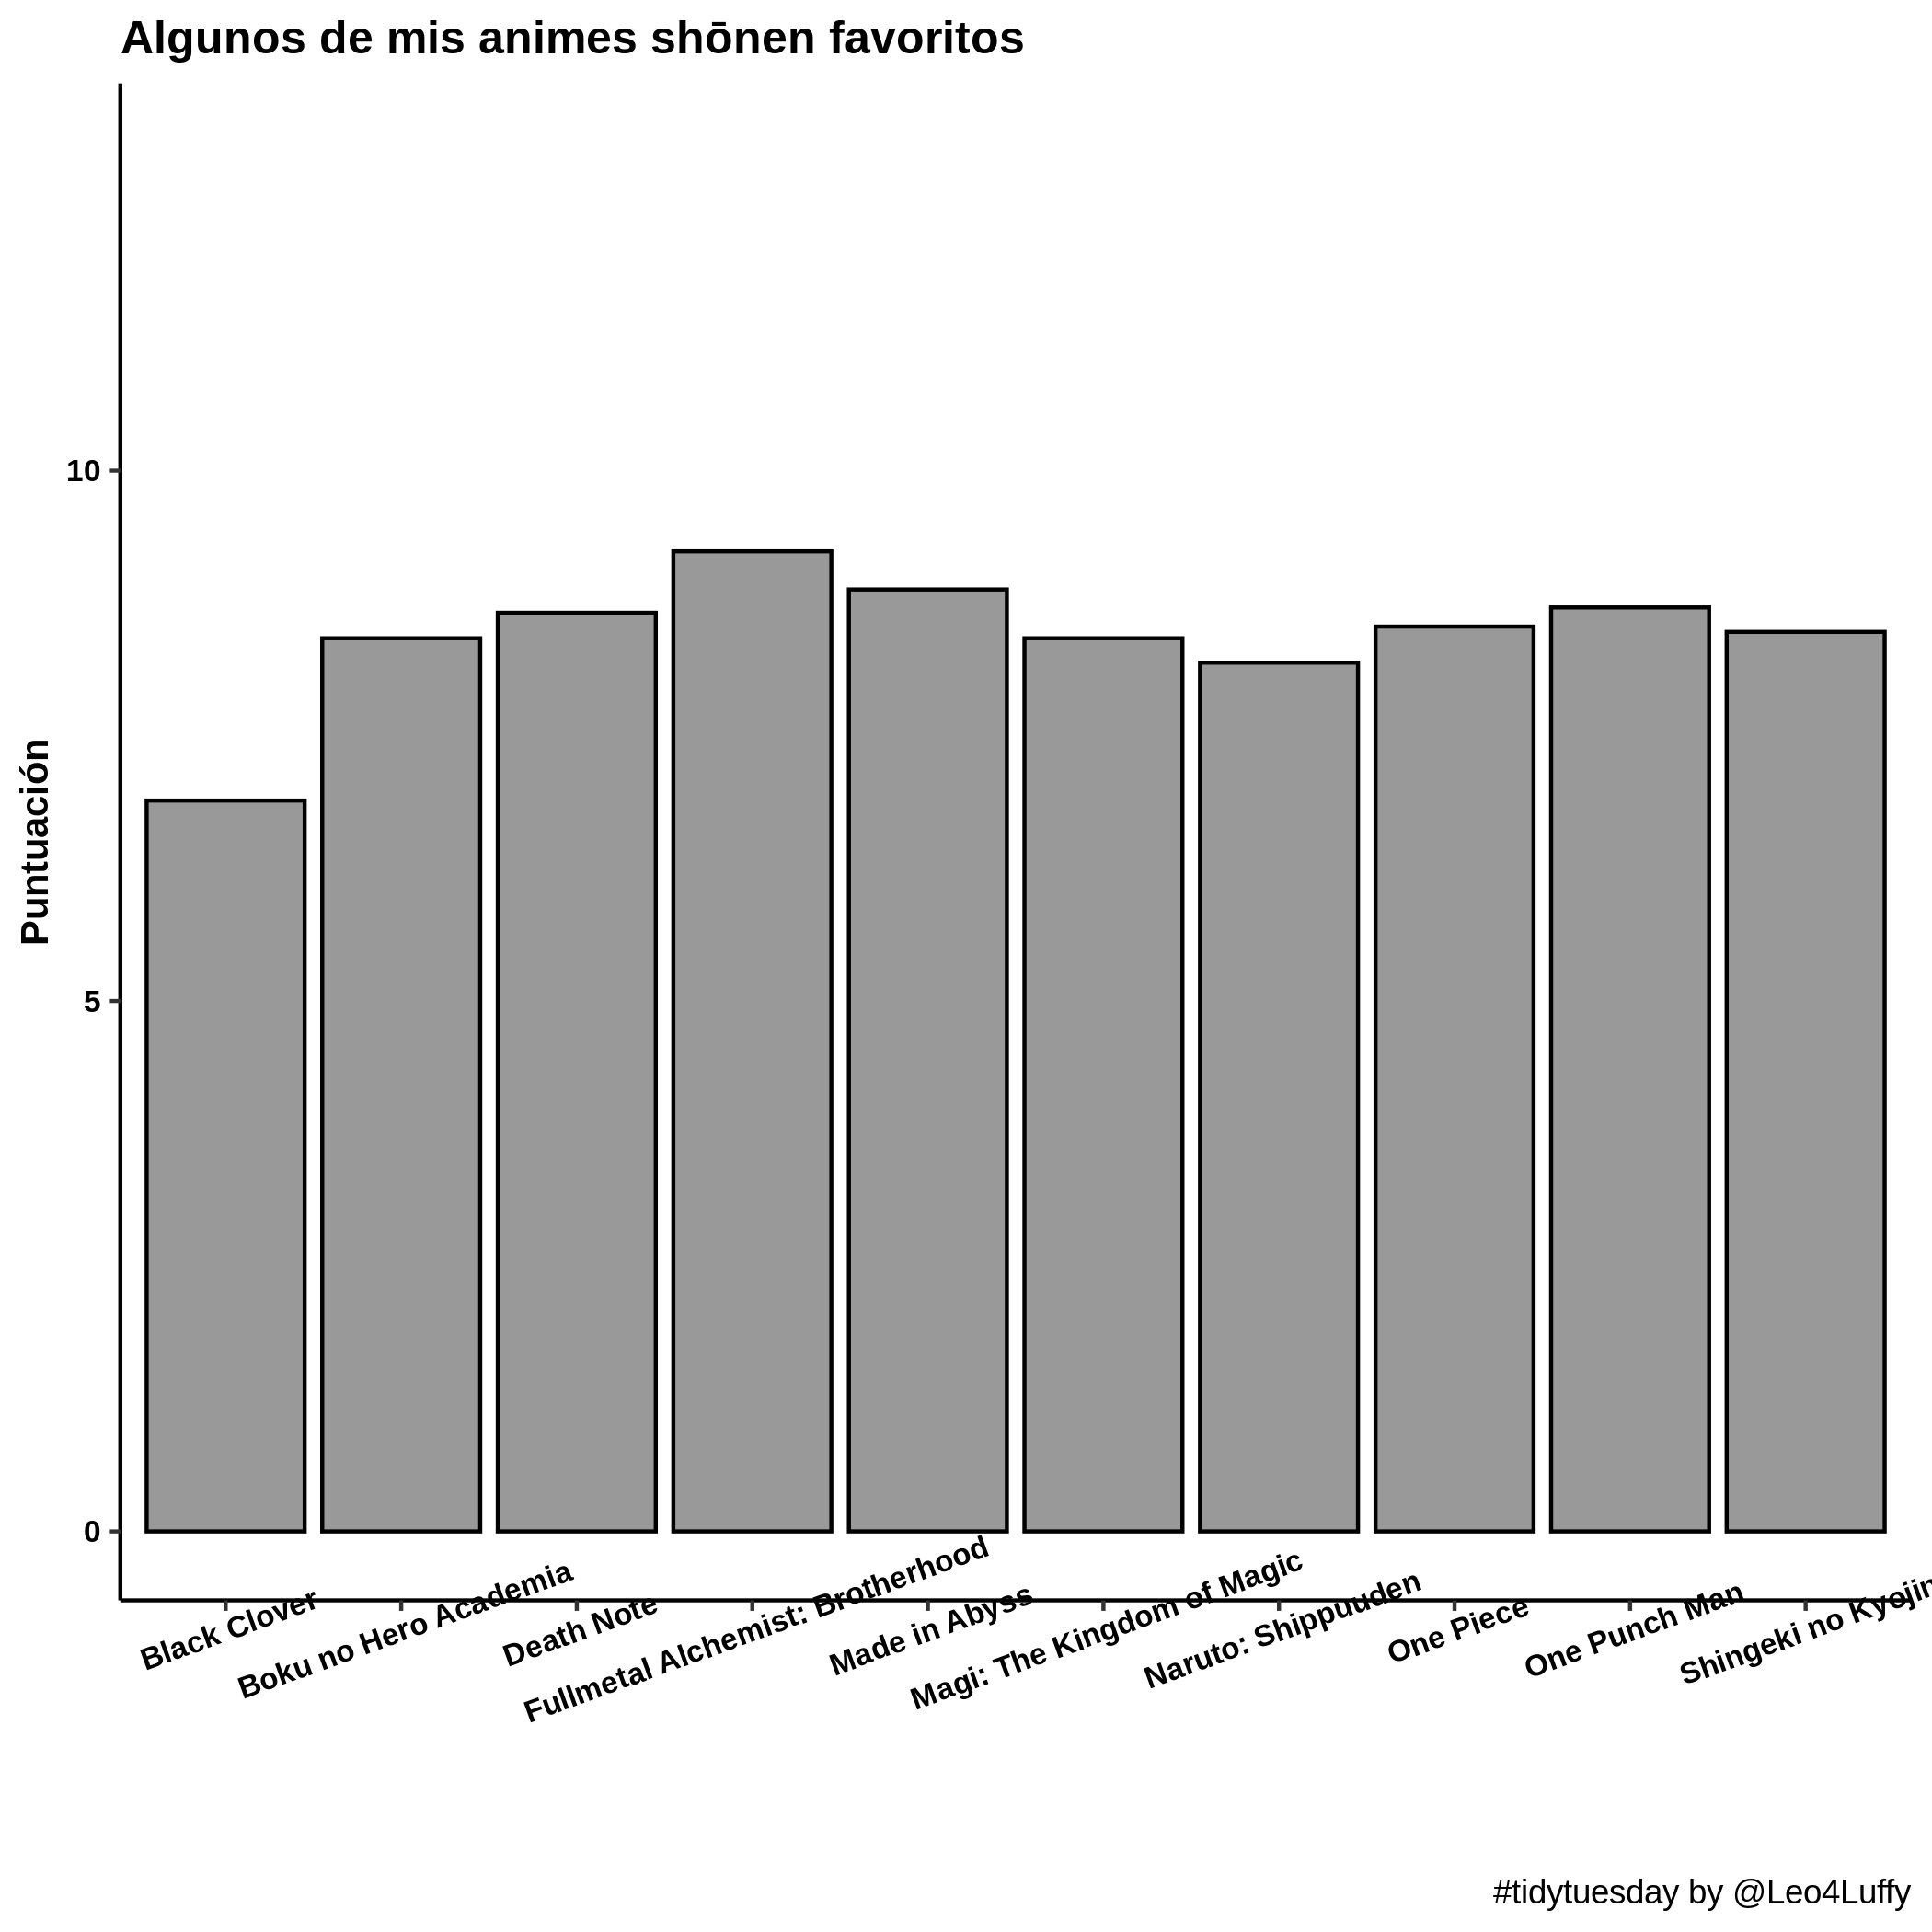 Algunos de mis animes shōnen favoritos
Puntuación
10
5
0
Black Clover
Boku no Hero Academia
Death Note
Fullmetal Alchemist: Brotherhood
Made in Abyss
Magi: The Kingdom of Magic
Naruto: Shippuuden
One Piece
One Punch Man
Shingeki no Kyojin
#tidytuesday by @Leo4Luffy